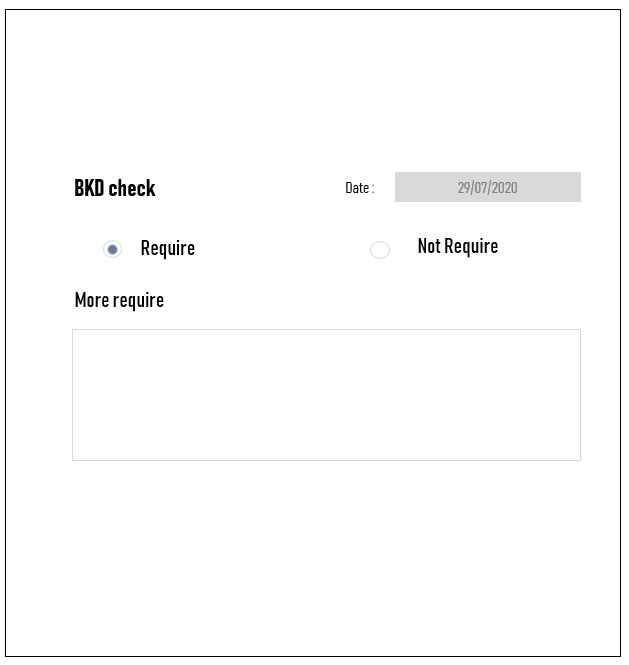 BKD check Date : 29/07/2020
Require Not Require
More require